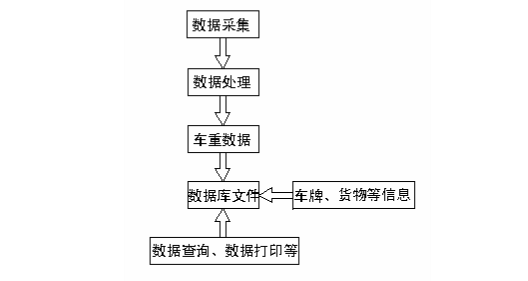 数据采集
数据处理
车重数据
数据库文件
车牌、货物等信息
数据查询、数据打印等